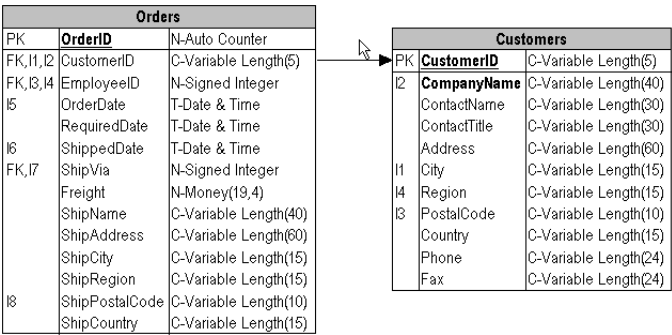 Orders
PK OrderID N-Auto Counter
FK,I1,I2 CustomerID C-Variable Length(5)
FK,I3,I4 EmployeeID N-Signed Integer
I5 OrderDate T-Date & Time
RequiredDate T-Date & Time
I6 ShippedDate T-Date & Time
FK,I7 ShipVia N-Signed Integer
Freight N-Money(19,4)
ShipName C-Variable Length(40)
ShipAddress C-Variable Length(60)
ShipCity C-Variable Length(15)
ShipRegion C-Variable Length(15)
I8 ShipPostalCode C-Variable Length(10)
ShipCountry C-Variable Length(15)
Customers
PK CustomerID C-Variable Length(5)
I2 CompanyName C-Variable Length(40)
ContactName C-Variable Length(30)
ContactTitle C-Variable Length(30)
Address C-Variable Length(60)
I1 City C-Variable Length(15)
I4 Region C-Variable Length(15)
I3 PostalCode C-Variable Length(10)
Country C-Variable Length(15)
Phone C-Variable Length(24)
Fax C-Variable Length(24)